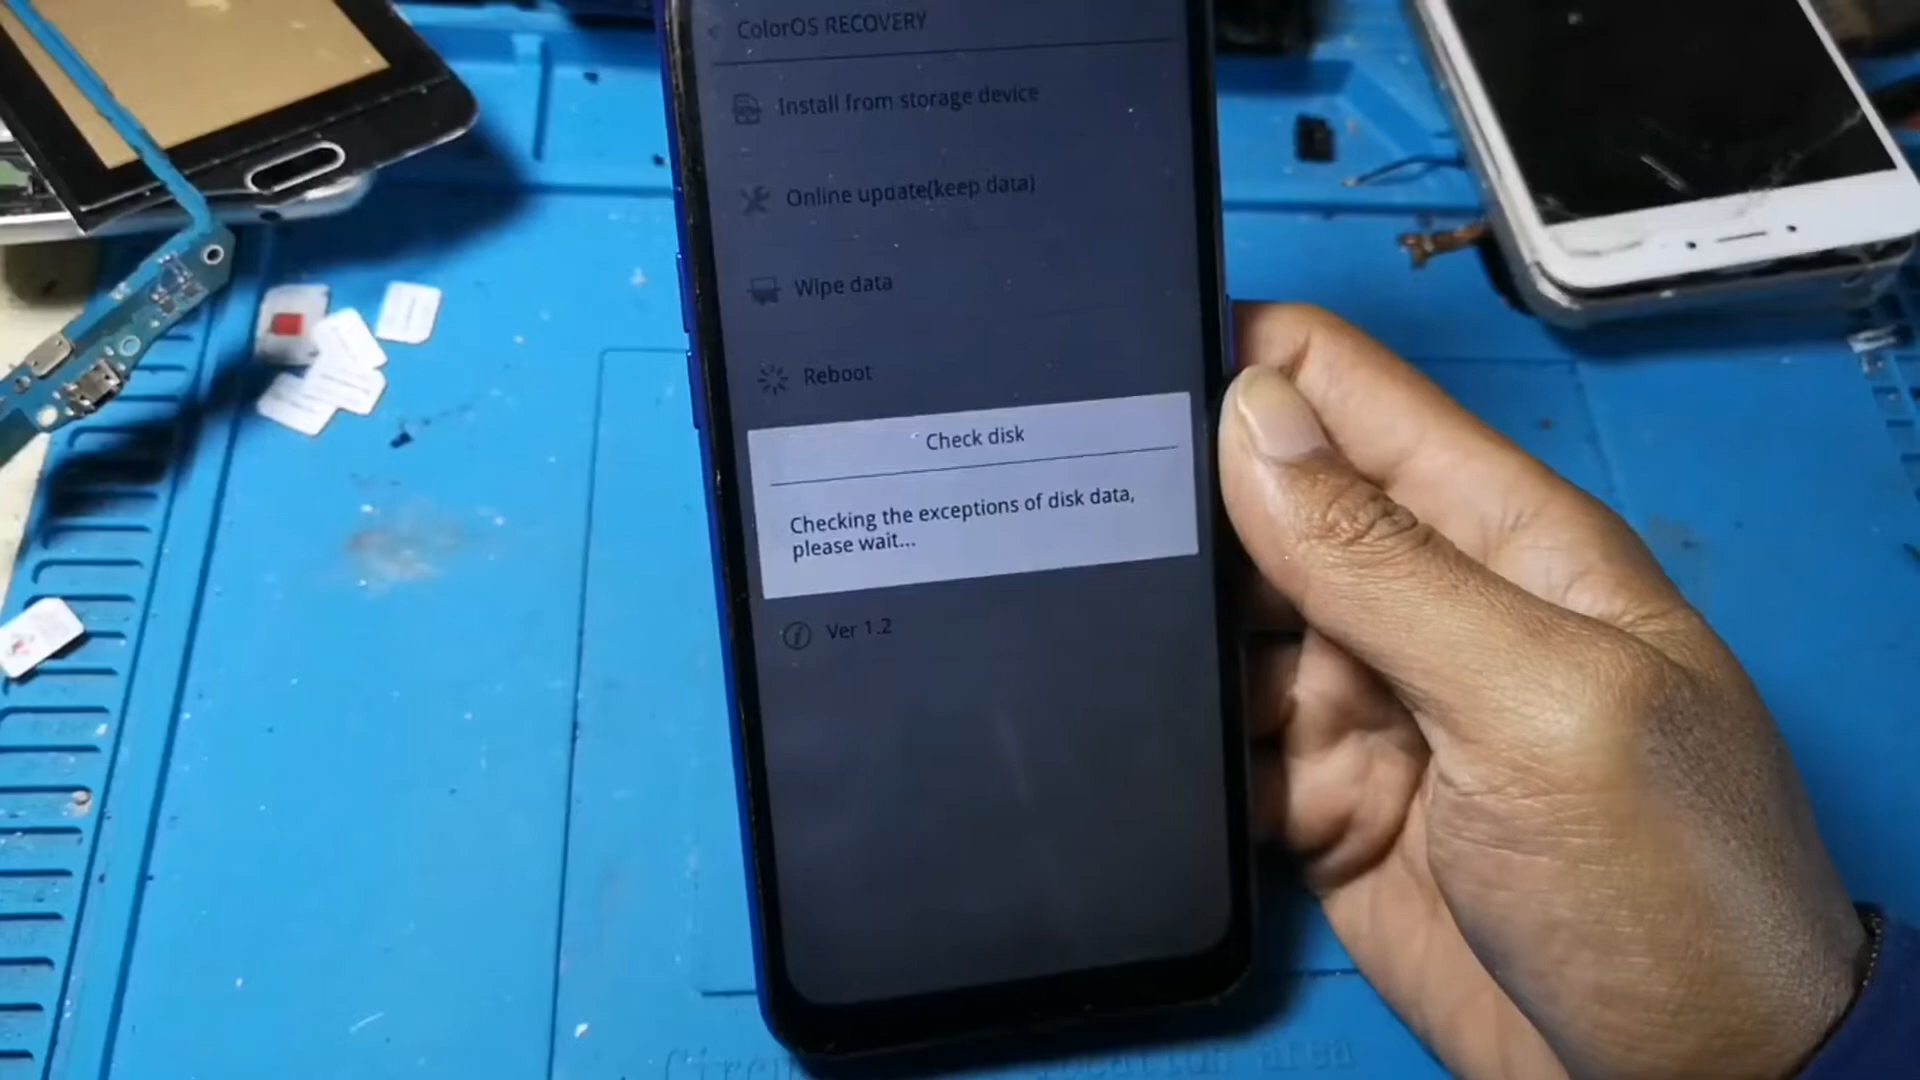 ColorOS RECOVERY
Install from storage device
Online update(keep data)
Wipe data
Reboot
Check disk
Checking the exceptions of disk data,
please wait...
Ver 1.2
area